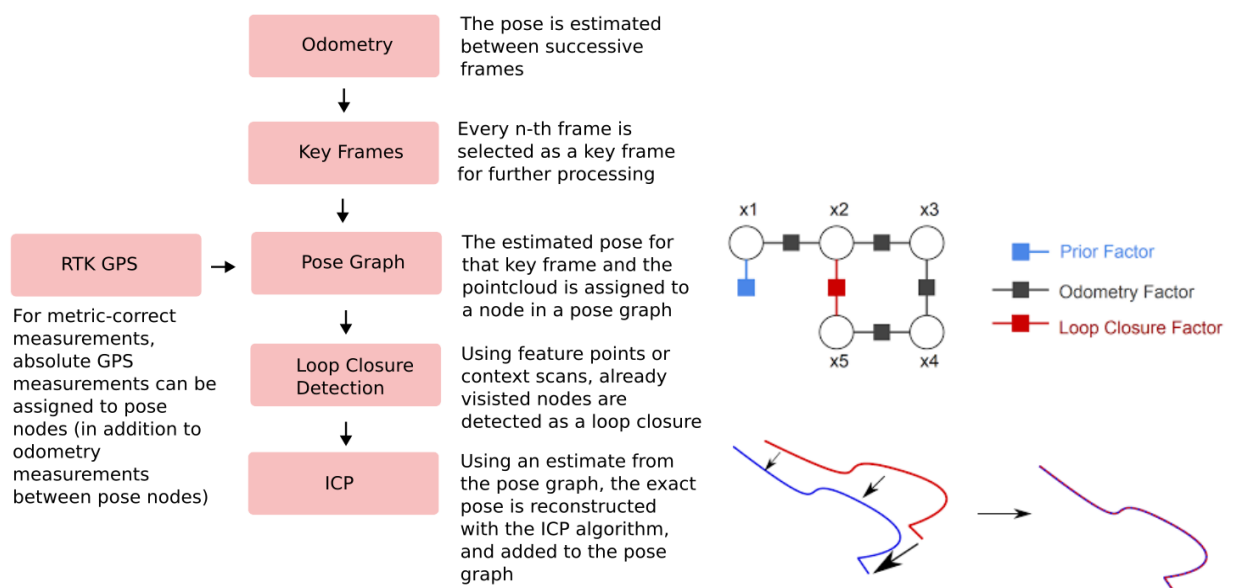 Odometry
The pose is estimated
between successive
frames
Key Frames
Every n-th frame is
selected as a key frame
for further processing
RTK GPS
For metric-correct
measurements,
absolute GPS
measurements can be
assigned to pose
nodes (in addition to
odometry
measurements
between pose nodes)
Pose Graph
The estimated pose for
that key frame and the
pointcloud is assigned to
a node in a pose graph
Loop Closure
Detection
Using feature points or
context scans, already
visisted nodes are
detected as a loop closure
ICP
Using an estimate from
the pose graph, the exact
pose is reconstructed
with the ICP algorithm,
and added to the pose
graph
x1
x2
x3
x5
x4
Prior Factor
Odometry Factor
Loop Closure Factor